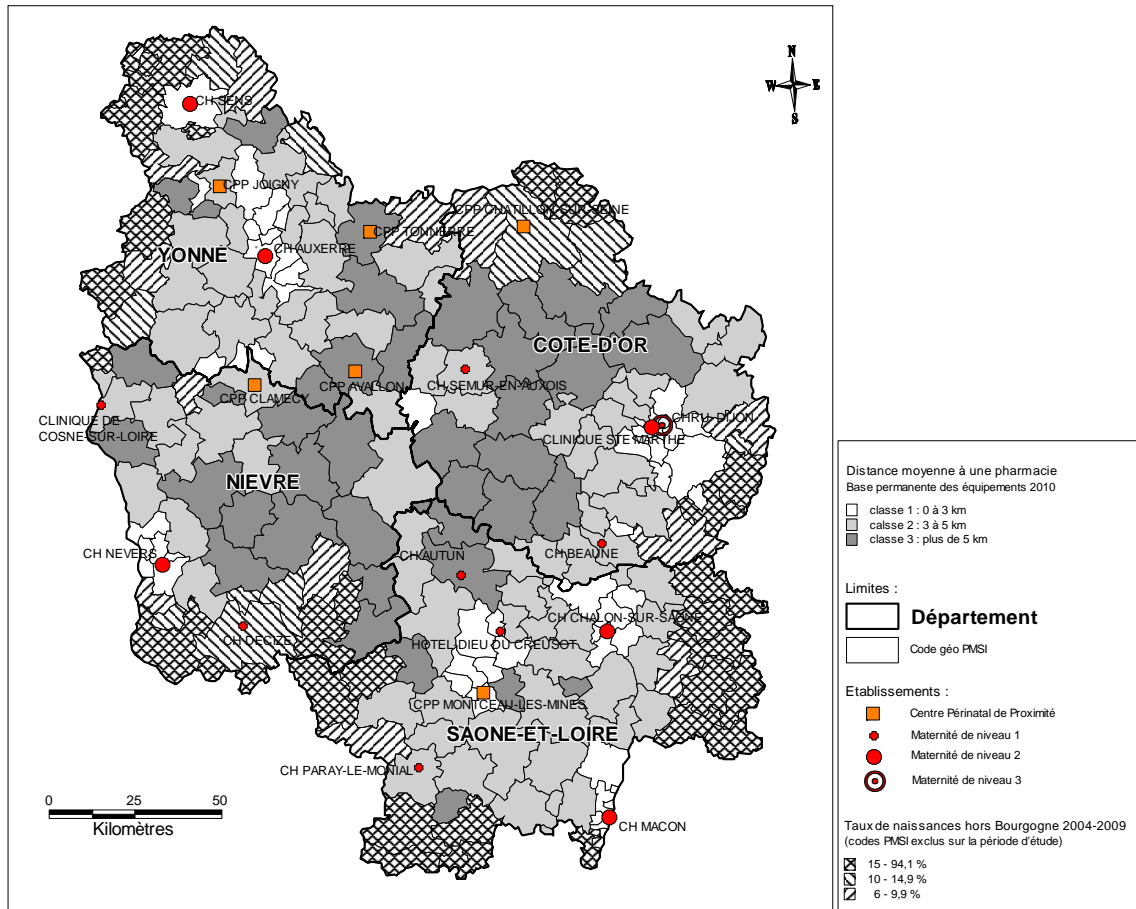 N
W E
S
CH SENS
CPP JOIGNY
CPP CHATILLON-SUR-SEINE
CPP TONNERRE
YONNE
CH AUXERRE
COTE-D'OR
CPP AVALLON
CH SEMUR-EN-AUXOIS
CPP CLAMECY
CLINIQUE DE
COSNE-SUR-LOIRE
CHRU-DIJON
CLINIQUE STE MARTHE
NIEVRE
CH NEVERS
CH AUTUN
CH BEAUNE
CH DECIZE
CH CHALON-SUR-SAONE
HOTEL-DIEU DU CREUSOT
CPP MONTCEAU-LES-MINES
SAONE-ET-LOIRE
CH PARAY-LE-MONIAL
CH MACON
0 25 50
Kilomètres
Distance moyenne à une pharmacie
Base permanente des équipements 2010
classe 1 : 0 à 3 km
calsse 2 : 3 à 5 km
classe 3 : plus de 5 km
Limites :
Département
Code géo PMSI
Etablissements :
Centre Périnatal de Proximité
Maternité de niveau 1
Maternité de niveau 2
Maternité de niveau 3
Taux de naissances hors Bourgogne 2004-2009
(codes PMSI exclus sur la période d'étude)
15 - 94,1 %
10 - 14,9 %
6 - 9,9 %